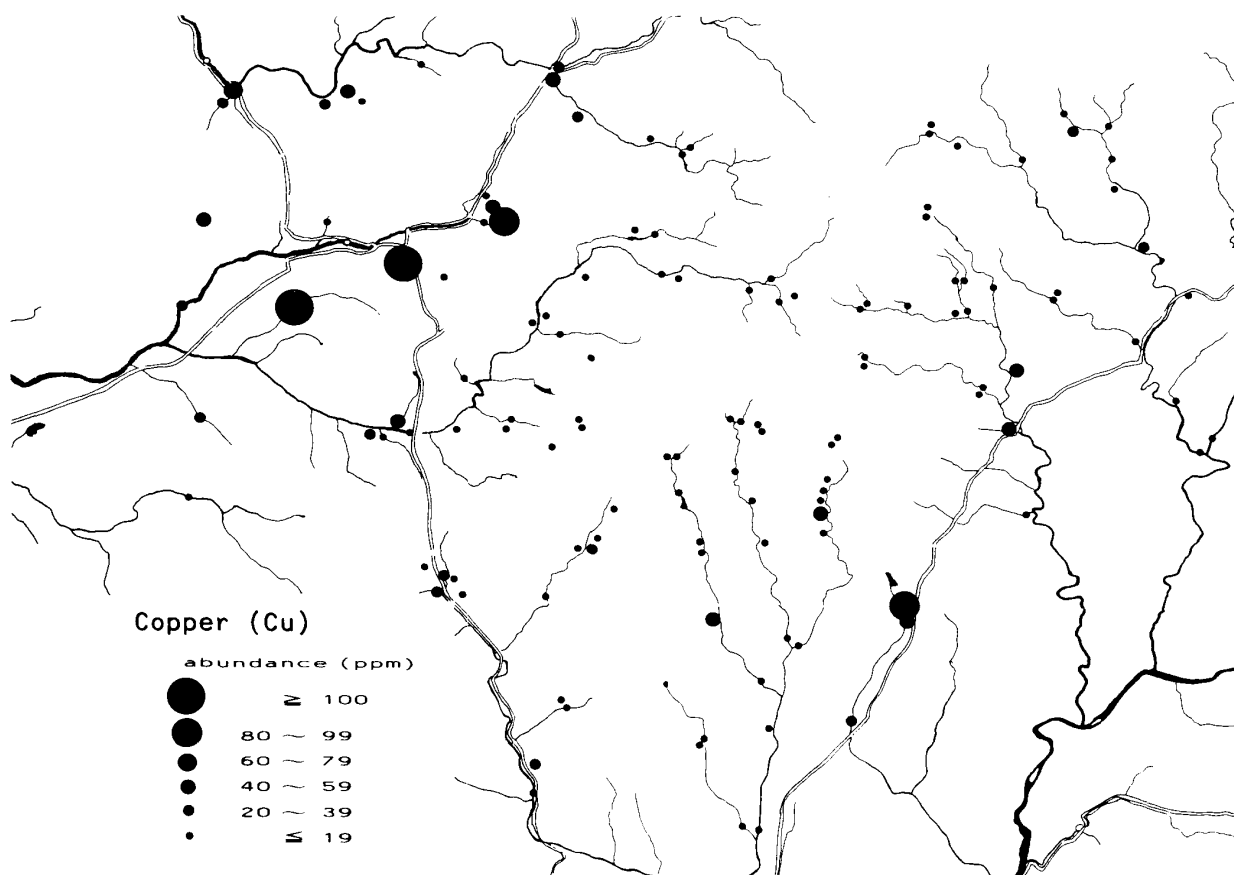 Copper (Cu)
abundance (ppm)
≧ 100
80 ~ 99
60 ~ 79
40 ~ 59
20 ~ 39
≦ 19